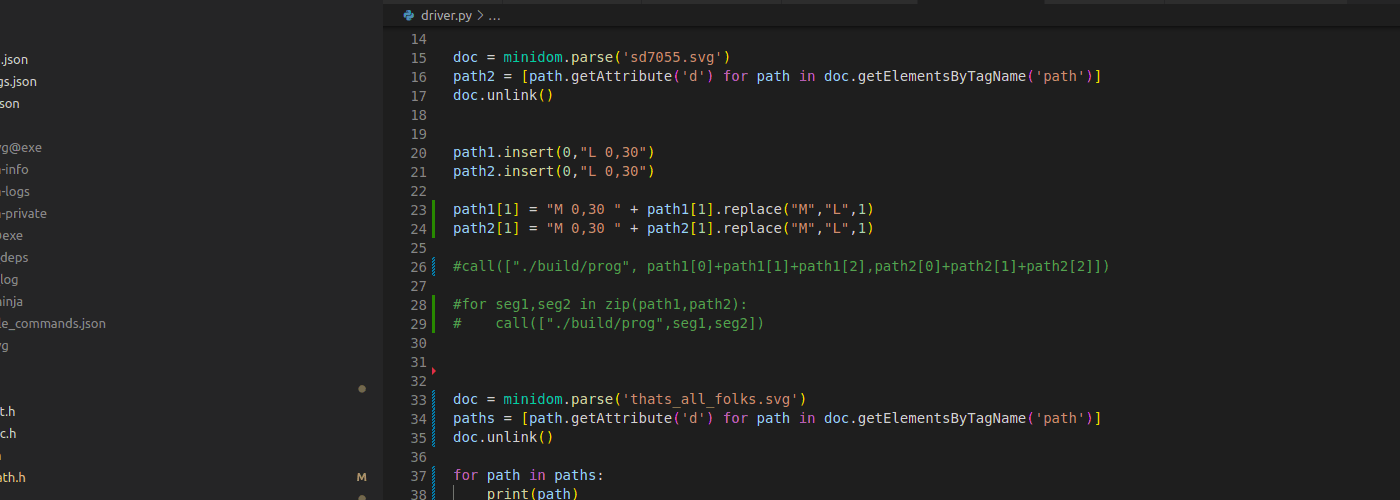 driver.py > ...
.json
gs.json
son
g@exe
-info
-logs
-private
exe
deps
log
ninja
le_commands.json
t.h
c.h
ath.h M
14
15 doc = minidom.parse('sd7055.svg')
16 path2 = [path.getAttribute('d') for path in doc.getElementsByTagName('path')]
17 doc.unlink()
18
19
20 path1.insert(0,"L 0,30")
21 path2.insert(0,"L 0,30")
22
23 path1[1] = "M 0,30 " + path1[1].replace("M","L",1)
24 path2[1] = "M 0,30 " + path2[1].replace("M","L",1)
25
26 #call(["./build/prog", path1[0]+path1[1]+path1[2],path2[0]+path2[1]+path2[2]])
27
28 #for seg1,seg2 in zip(path1,path2):
29 #    call(["./build/prog",seg1,seg2])
30
31
32
33 doc = minidom.parse('thats_all_folks.svg')
34 paths = [path.getAttribute('d') for path in doc.getElementsByTagName('path')]
35 doc.unlink()
36
37 for path in paths:
38     print(path)